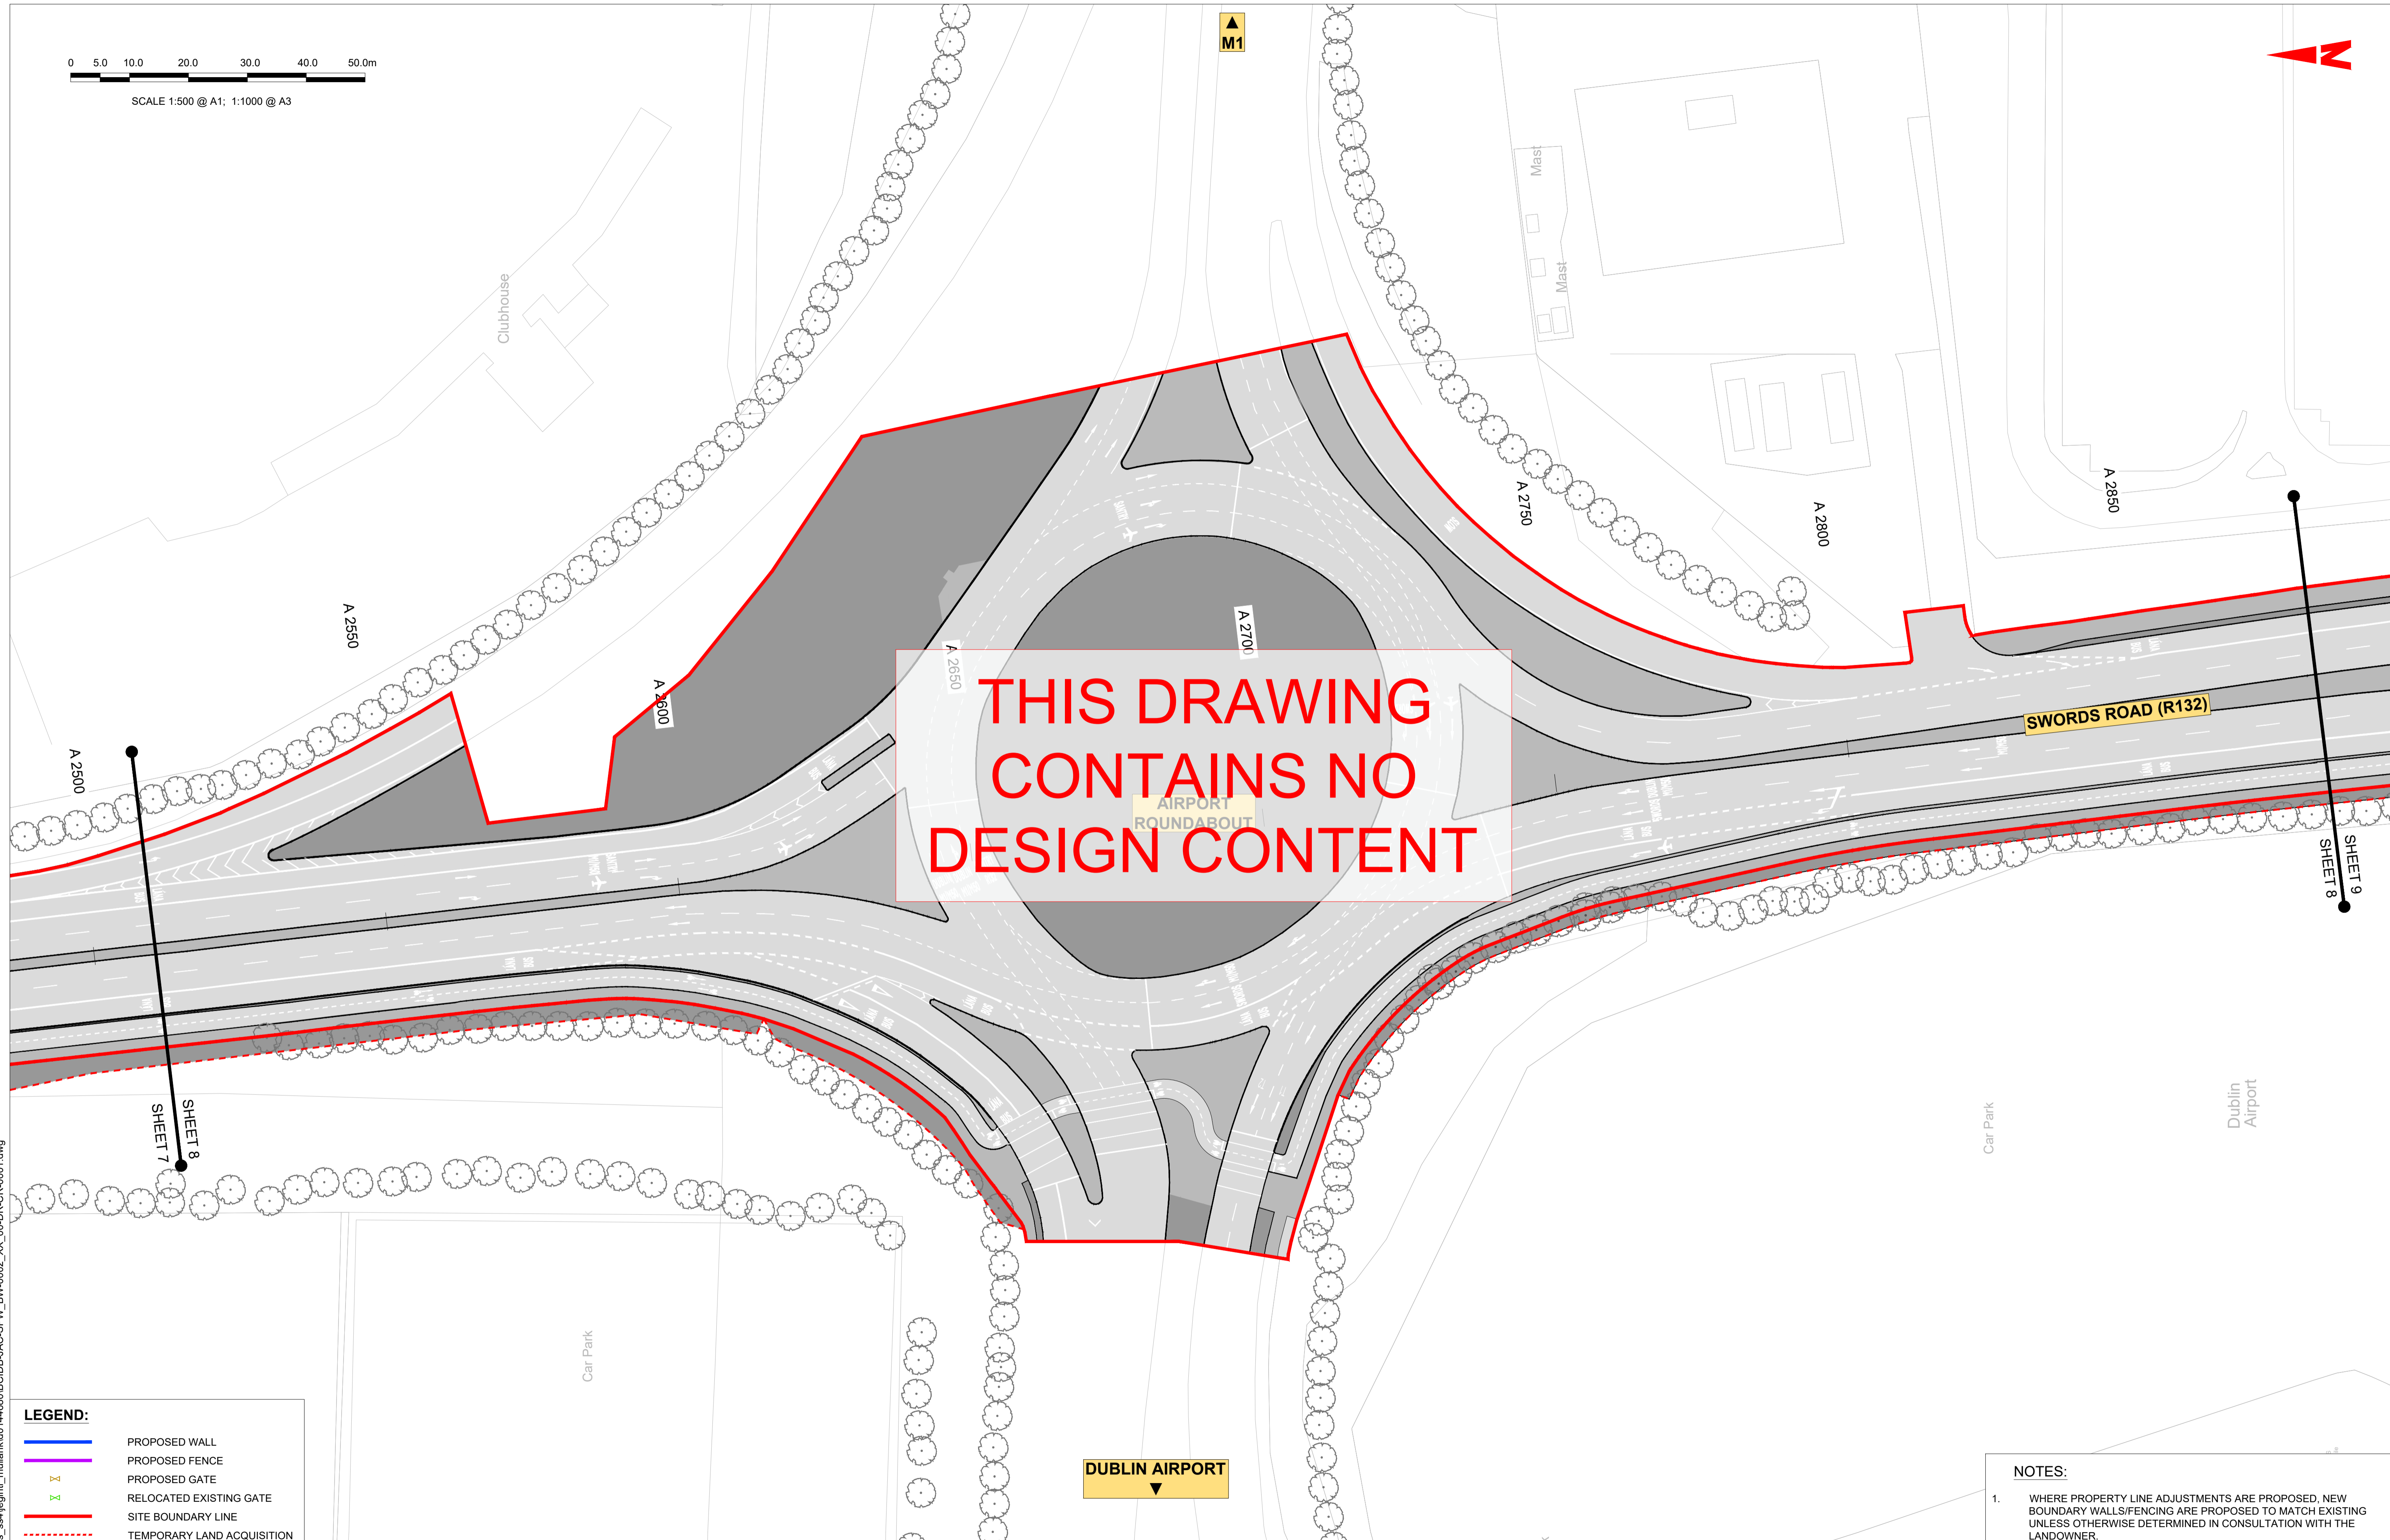 M1
0 5.0 10.0 20.0 30.0 40.0 50.0m
SCALE 1:500 @ A1; 1:1000 @ A3
N
Mast
Mast
Clubhouse
A 2500
A 2550
A 2600
A 2650
A 2700
A 2750
A 2800
A 2850
THIS DRAWING
CONTAINS NO
DESIGN CONTENT
AIRPORT
ROUNDABOUT
SWORDS ROAD (R132)
SHEET 9
SHEET 8
SHEET 8
SHEET 7
Car Park
Dublin
Airport
Car Park
DUBLIN AIRPORT
LEGEND:
PROPOSED WALL
PROPOSED FENCE
PROPOSED GATE
RELOCATED EXISTING GATE
SITE BOUNDARY LINE
TEMPORARY LAND ACQUISITION
NOTES:
1. WHERE PROPERTY LINE ADJUSTMENTS ARE PROPOSED, NEW
BOUNDARY WALLS/FENCING ARE PROPOSED TO MATCH EXISTING
UNLESS OTHERWISE DETERMINED IN CONSULTATION WITH THE
LANDOWNER.